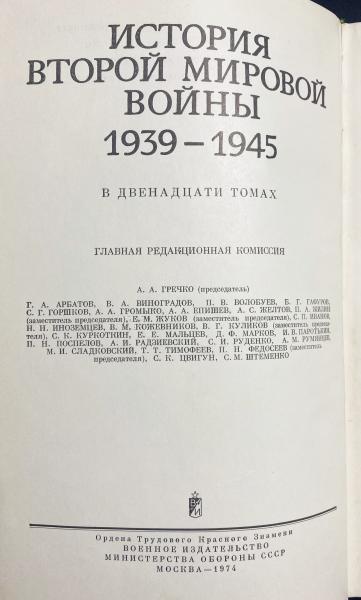 ИСТОРИЯ
ВТОРОЙ МИРОВОЙ
ВОЙНЫ
1939–1945
В ДВЕНАДЦАТИ ТОМАХ
ГЛАВНАЯ РЕДАКЦИОННАЯ КОМИССИЯ
А. А. ГРЕЧКО (председатель)
Г. А. АРБАТОВ, В. А. ВИНОГРАДОВ, П. В. ВОЛОБУЕВ, Б. Г. ГАФУРОВ,
С. Г. ГОРШКОВ, А. А. ГРОМЫКО, А. А. ЕПИШЕВ, А. С. ЖЕЛТОВ, П. А. ЖИЛИН
(заместитель председателя), Е. М. ЖУКОВ (заместитель председателя), С. П. ИВАНОВ,
Н. Н. ИНОЗЕМЦЕВ, В. М. КОЖЕВНИКОВ, В. Г. КУЛИКОВ (заместитель председа-
теля), С. К. КУРКОТКИН, Е. Е. МАЛЬЦЕВ, Д. Ф. МАРКОВ, И. В. ПАРОТЬКИН,
П. Н. ПОСПЕЛОВ, А. И. РАДЗИЕВСКИЙ, С. И. РУДЕНКО, А. М. РУМЯНЦЕВ,
М. И. СЛАДКОВСКИЙ, Т. Т. ТИМОФЕЕВ, П. Н. ФЕДОСЕЕВ (заместитель
председателя), С. К. ЦВИГУН, С. М. ШТЕМЕНКО
Ордена Трудового Красного Знамени
ВОЕННОЕ ИЗДАТЕЛЬСТВО
МИНИСТЕРСТВА ОБОРОНЫ СССР
МОСКВА—1974